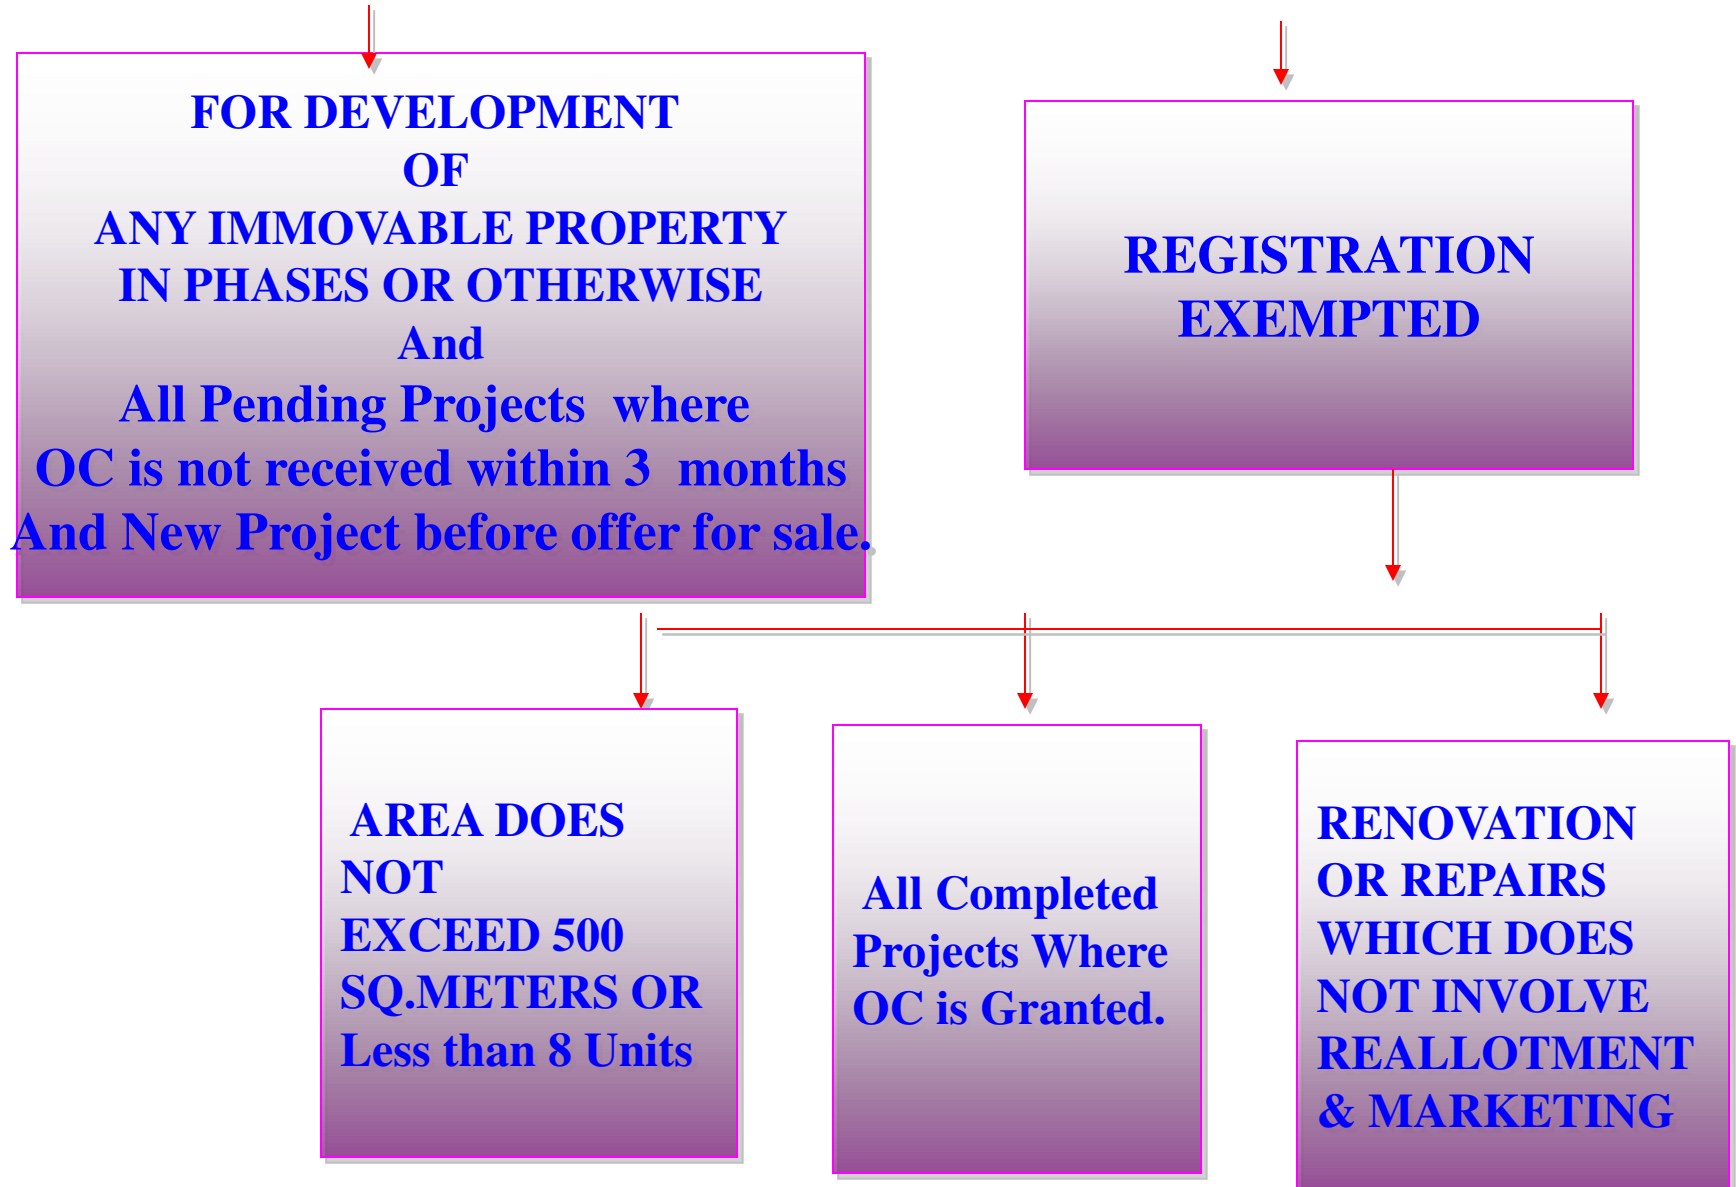 FOR DEVELOPMENT
OF
ANY IMMOVABLE PROPERTY
IN PHASES OR OTHERWISE
And
All Pending Projects where
OC is not received within 3 months
And New Project before offer for sale.
REGISTRATION
EXEMPTED
AREA DOES
NOT
EXCEED 500
SQ.METERS OR
Less than 8 Units
All Completed
Projects Where
OC is Granted.
RENOVATION
OR REPAIRS
WHICH DOES
NOT INVOLVE
REALLOTMENT
& MARKETING